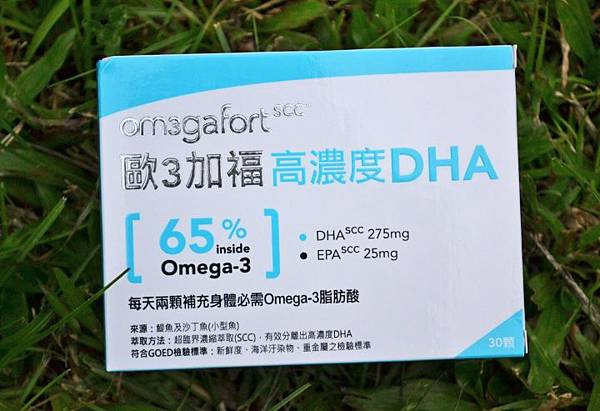 om3gafort SCC™
歐3加福 高濃度DHA
65% inside Omega-3
• DHA SCC 275mg
• EPA SCC 25mg
每天兩顆補充身體必需Omega-3脂肪酸
來源：鯷魚及沙丁魚(小型魚)
萃取方法：超臨界濃縮萃取(SCC)，有效分離出高濃度DHA
符合GOED檢驗標準：新鮮度、海洋汙染物、重金屬之檢驗標準
30顆